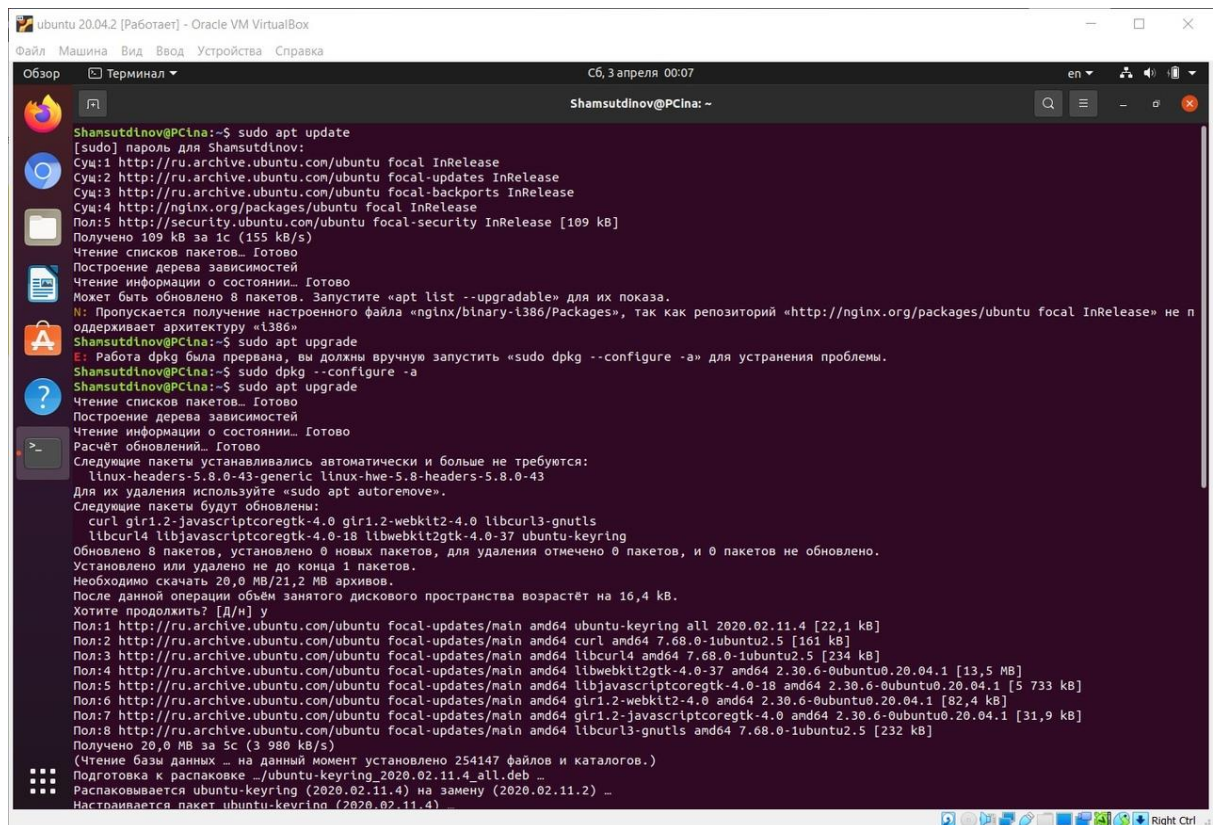 ubuntu 20.04.2 [Работает] - Oracle VM VirtualBox
Файл Машина Вид Ввод Устройства Справка
Обзор Терминал Сб, 3 апреля 00:07 en
Shamsutdinov@PCina: ~
Shamsutdinov@PCina:~$ sudo apt update
[sudo] пароль для Shamsutdinov:
Сущ:1 http://ru.archive.ubuntu.com/ubuntu focal InRelease
Сущ:2 http://ru.archive.ubuntu.com/ubuntu focal-updates InRelease
Сущ:3 http://ru.archive.ubuntu.com/ubuntu focal-backports InRelease
Сущ:4 http://nginx.org/packages/ubuntu focal InRelease
Пол:5 http://security.ubuntu.com/ubuntu focal-security InRelease [109 kB]
Получено 109 kB за 1с (155 kB/s)
Чтение списков пакетов… Готово
Построение дерева зависимостей
Чтение информации о состоянии… Готово
Может быть обновлено 8 пакетов. Запустите «apt list --upgradable» для их показа.
N: Пропускается получение настроенного файла «nginx/binary-i386/Packages», так как репозиторий «http://nginx.org/packages/ubuntu focal InRelease» не п
оддерживает архитектуру «i386»
Shamsutdinov@PCina:~$ sudo apt upgrade
E: Работа dpkg была прервана, вы должны вручную запустить «sudo dpkg --configure -a» для устранения проблемы.
Shamsutdinov@PCina:~$ sudo dpkg --configure -a
Shamsutdinov@PCina:~$ sudo apt upgrade
Чтение списков пакетов… Готово
Построение дерева зависимостей
Чтение информации о состоянии… Готово
Расчёт обновлений… Готово
Следующие пакеты устанавливались автоматически и больше не требуются:
linux-headers-5.8.0-43-generic linux-hwe-5.8-headers-5.8.0-43
Для их удаления используйте «sudo apt autoremove».
Следующие пакеты будут обновлены:
curl gir1.2-javascriptcoregtk-4.0 gir1.2-webkit2-4.0 libcurl3-gnutls
libcurl4 libjavascriptcoregtk-4.0-18 libwebkit2gtk-4.0-37 ubuntu-keyring
Обновлено 8 пакетов, установлено 0 новых пакетов, для удаления отмечено 0 пакетов, и 0 пакетов не обновлено.
Установлено или удалено не до конца 1 пакетов.
Необходимо скачать 20,0 MB/21,2 MB архивов.
После данной операции объём занятого дискового пространства возрастёт на 16,4 kB.
Хотите продолжить? [Д/н] y
Пол:1 http://ru.archive.ubuntu.com/ubuntu focal-updates/main amd64 ubuntu-keyring all 2020.02.11.4 [22,1 kB]
Пол:2 http://ru.archive.ubuntu.com/ubuntu focal-updates/main amd64 curl amd64 7.68.0-1ubuntu2.5 [161 kB]
Пол:3 http://ru.archive.ubuntu.com/ubuntu focal-updates/main amd64 libcurl4 amd64 7.68.0-1ubuntu2.5 [234 kB]
Пол:4 http://ru.archive.ubuntu.com/ubuntu focal-updates/main amd64 libwebkit2gtk-4.0-37 amd64 2.30.6-0ubuntu0.20.04.1 [13,5 MB]
Пол:5 http://ru.archive.ubuntu.com/ubuntu focal-updates/main amd64 libjavascriptcoregtk-4.0-18 amd64 2.30.6-0ubuntu0.20.04.1 [5 733 kB]
Пол:6 http://ru.archive.ubuntu.com/ubuntu focal-updates/main amd64 gir1.2-webkit2-4.0 amd64 2.30.6-0ubuntu0.20.04.1 [82,4 kB]
Пол:7 http://ru.archive.ubuntu.com/ubuntu focal-updates/main amd64 gir1.2-javascriptcoregtk-4.0 amd64 2.30.6-0ubuntu0.20.04.1 [31,9 kB]
Пол:8 http://ru.archive.ubuntu.com/ubuntu focal-updates/main amd64 libcurl3-gnutls amd64 7.68.0-1ubuntu2.5 [232 kB]
Получено 20,0 MB за 5с (3 980 kB/s)
(Чтение базы данных … на данный момент установлено 254147 файлов и каталогов.)
Подготовка к распаковке …/ubuntu-keyring_2020.02.11.4_all.deb …
Распаковывается ubuntu-keyring (2020.02.11.4) на замену (2020.02.11.2) …
Настраивается пакет ubuntu-keyring (2020.02.11.4) …
Right Ctrl